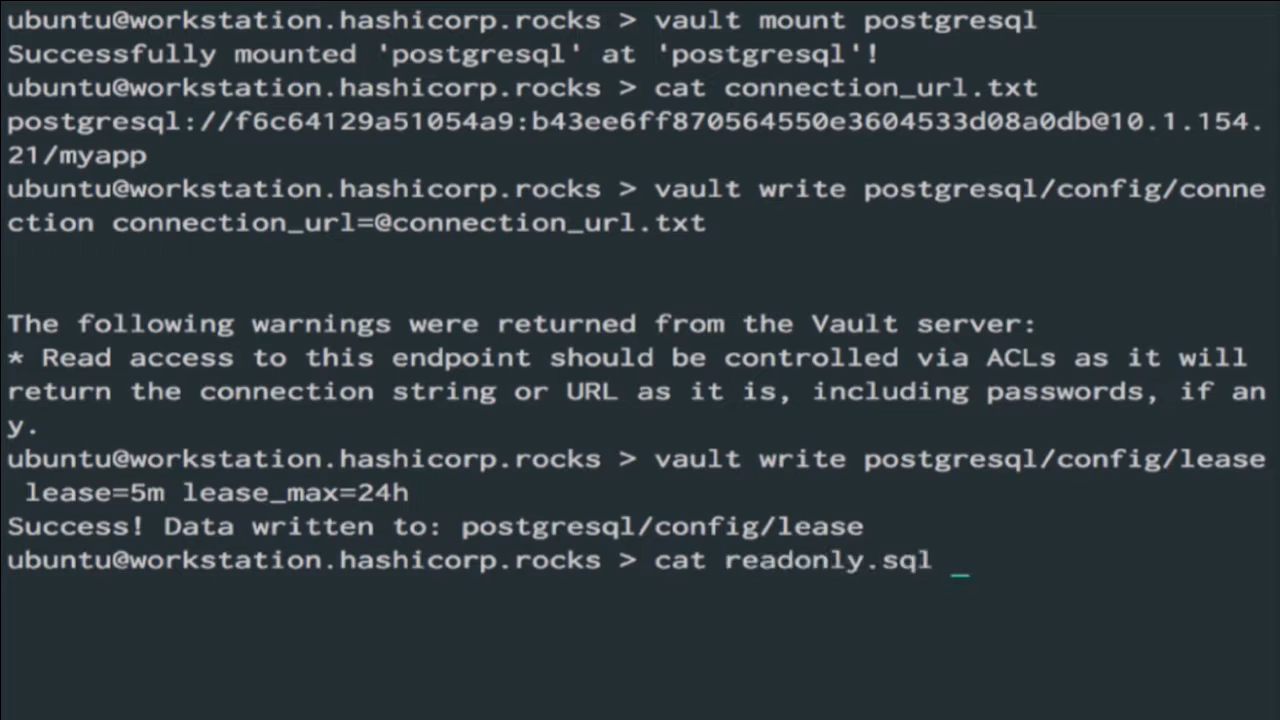 ubuntu@workstation.hashicorp.rocks > vault mount postgresql
Successfully mounted 'postgresql' at 'postgresql'!
ubuntu@workstation.hashicorp.rocks > cat connection_url.txt
postgresql://f6c64129a51054a9:b43ee6ff870564550e3604533d08a0db@10.1.154.
21/myapp
ubuntu@workstation.hashicorp.rocks > vault write postgresql/config/conne
ction connection_url=@connection_url.txt
The following warnings were returned from the Vault server:
* Read access to this endpoint should be controlled via ACLs as it will
return the connection string or URL as it is, including passwords, if an
y.
ubuntu@workstation.hashicorp.rocks > vault write postgresql/config/lease
 lease=5m lease_max=24h
Success! Data written to: postgresql/config/lease
ubuntu@workstation.hashicorp.rocks > cat readonly.sql _